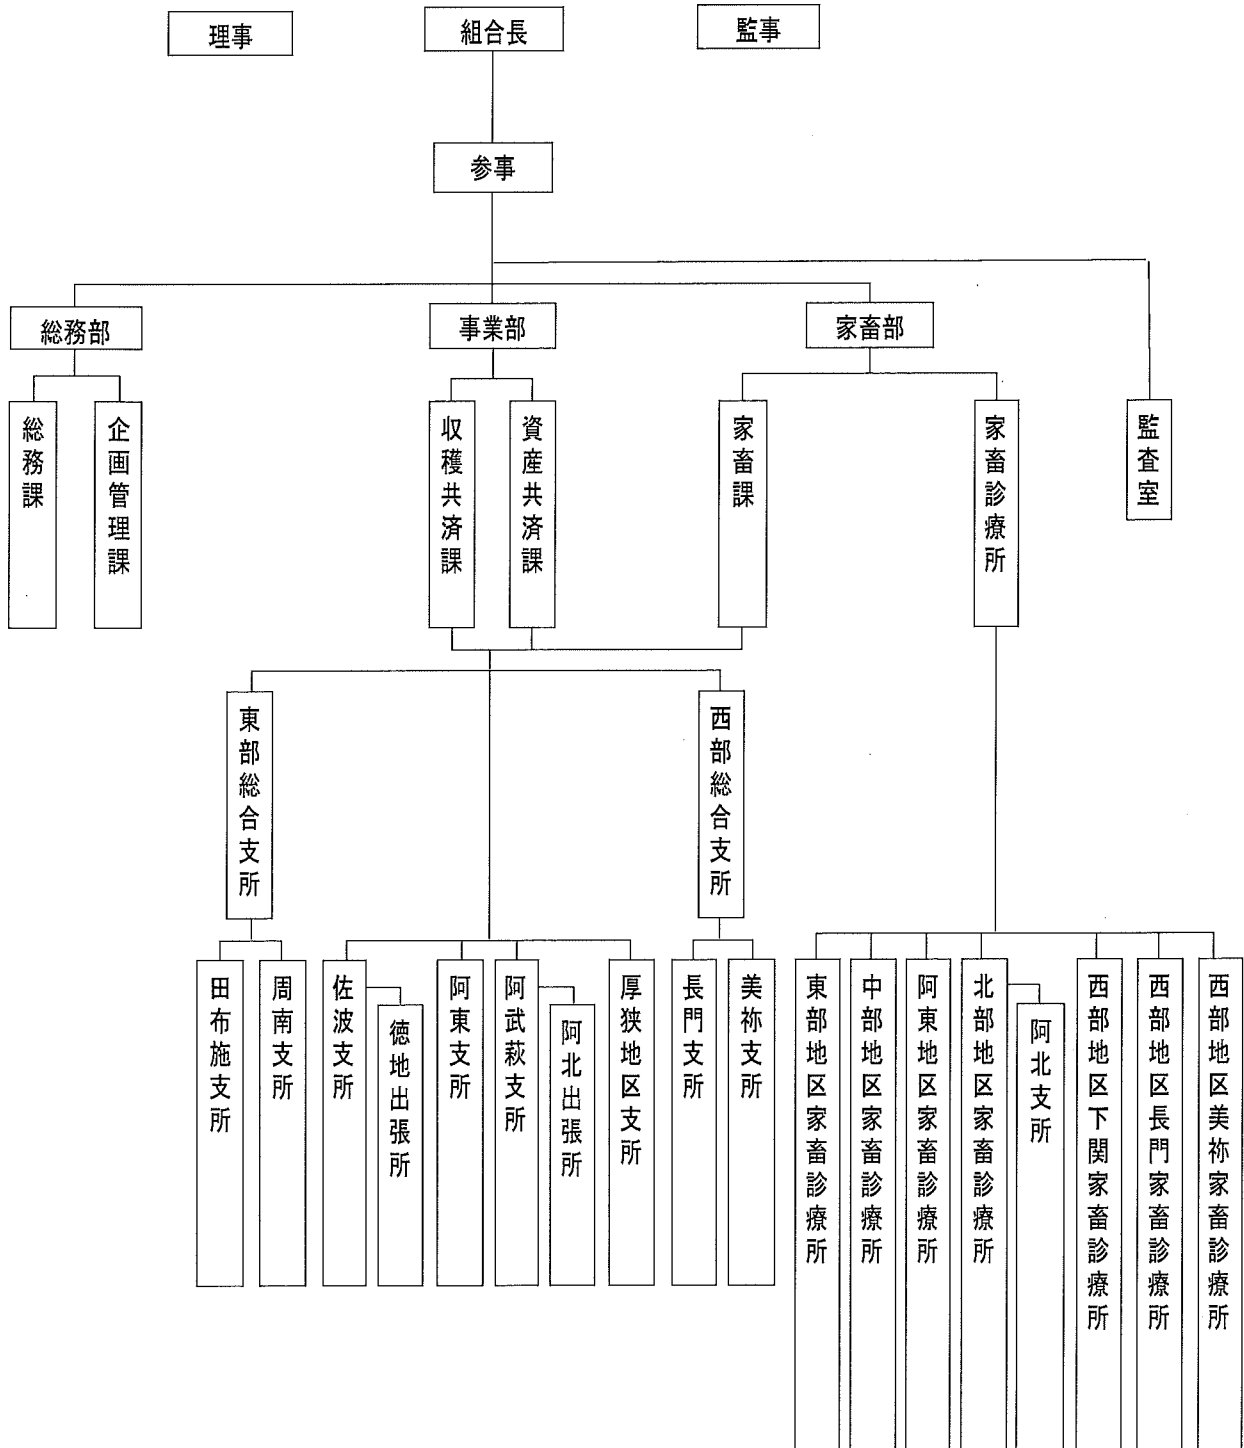 理事
組合長
監事
参事
総務部
事業部
家畜部
総務課
企画管理課
収穫共済課
資産共済課
家畜課
家畜診療所
監査室
東部総合支所
西部総合支所
田布施支所
周南支所
佐波支所
徳地出張所
阿東支所
阿武萩支所
阿北出張所
厚狭地区支所
長門支所
美祢支所
東部地区家畜診療所
中部地区家畜診療所
阿東地区家畜診療所
北部地区家畜診療所
阿北支所
西部地区下関家畜診療所
西部地区長門家畜診療所
西部地区美祢家畜診療所